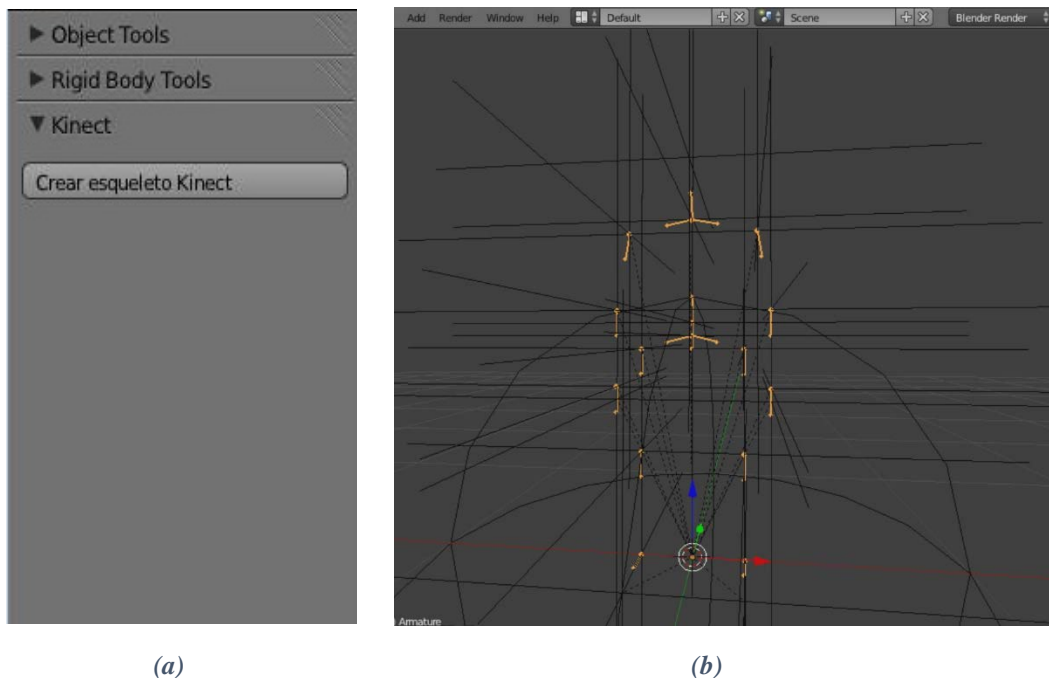 Object Tools
Rigid Body Tools
Kinect
Crear esqueleto Kinect
Add Render Window Help Default Scene Blender Render
Armature
(a) (b)